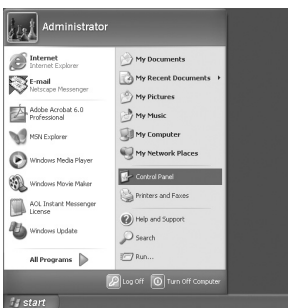 Administrator
Internet
Internet Explorer
E-mail
Netscape Messenger
Adobe Acrobat 6.0
Professional
MSN Explorer
Windows Media Player
Windows Movie Maker
AOL Instant Messenger
License
Windows Update
All Programs
My Documents
My Recent Documents
My Pictures
My Music
My Computer
My Network Places
Control Panel
Printers and Faxes
Help and Support
Search
Run...
Log Off
Turn Off Computer
start